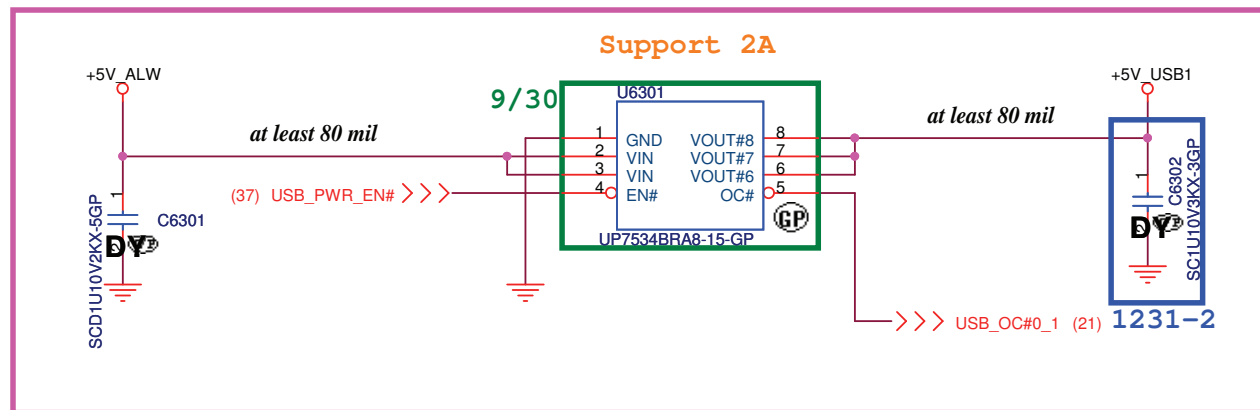 Support 2A
+5V_ALW
+5V_USB1
9/30
U6301
at least 80 mil
at least 80 mil
1 GND VOUT#8 8
2 VIN VOUT#7 7
3 VIN VOUT#6 6
4 EN# OC# 5
(37) USB_PWR_EN#
GP
UP7534BRA8-15-GP
1
C6301
DY
SCD1U10V2KX-5GP
1
C6302
DY
SC1U10V3KX-3GP
USB_OC#0_1 (21)
1231-2